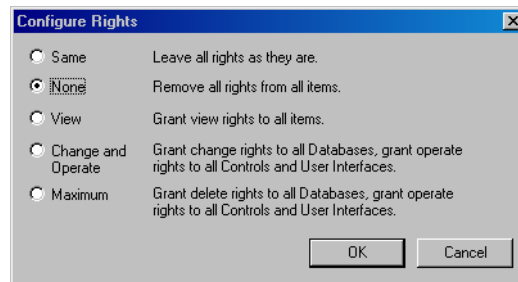 Configure Rights
Same Leave all rights as they are.
None Remove all rights from all items.
View Grant view rights to all items.
Change and Grant change rights to all Databases, grant operate
Operate rights to all Controls and User Interfaces.
Maximum Grant delete rights to all Databases, grant operate
rights to all Controls and User Interfaces.
OK Cancel